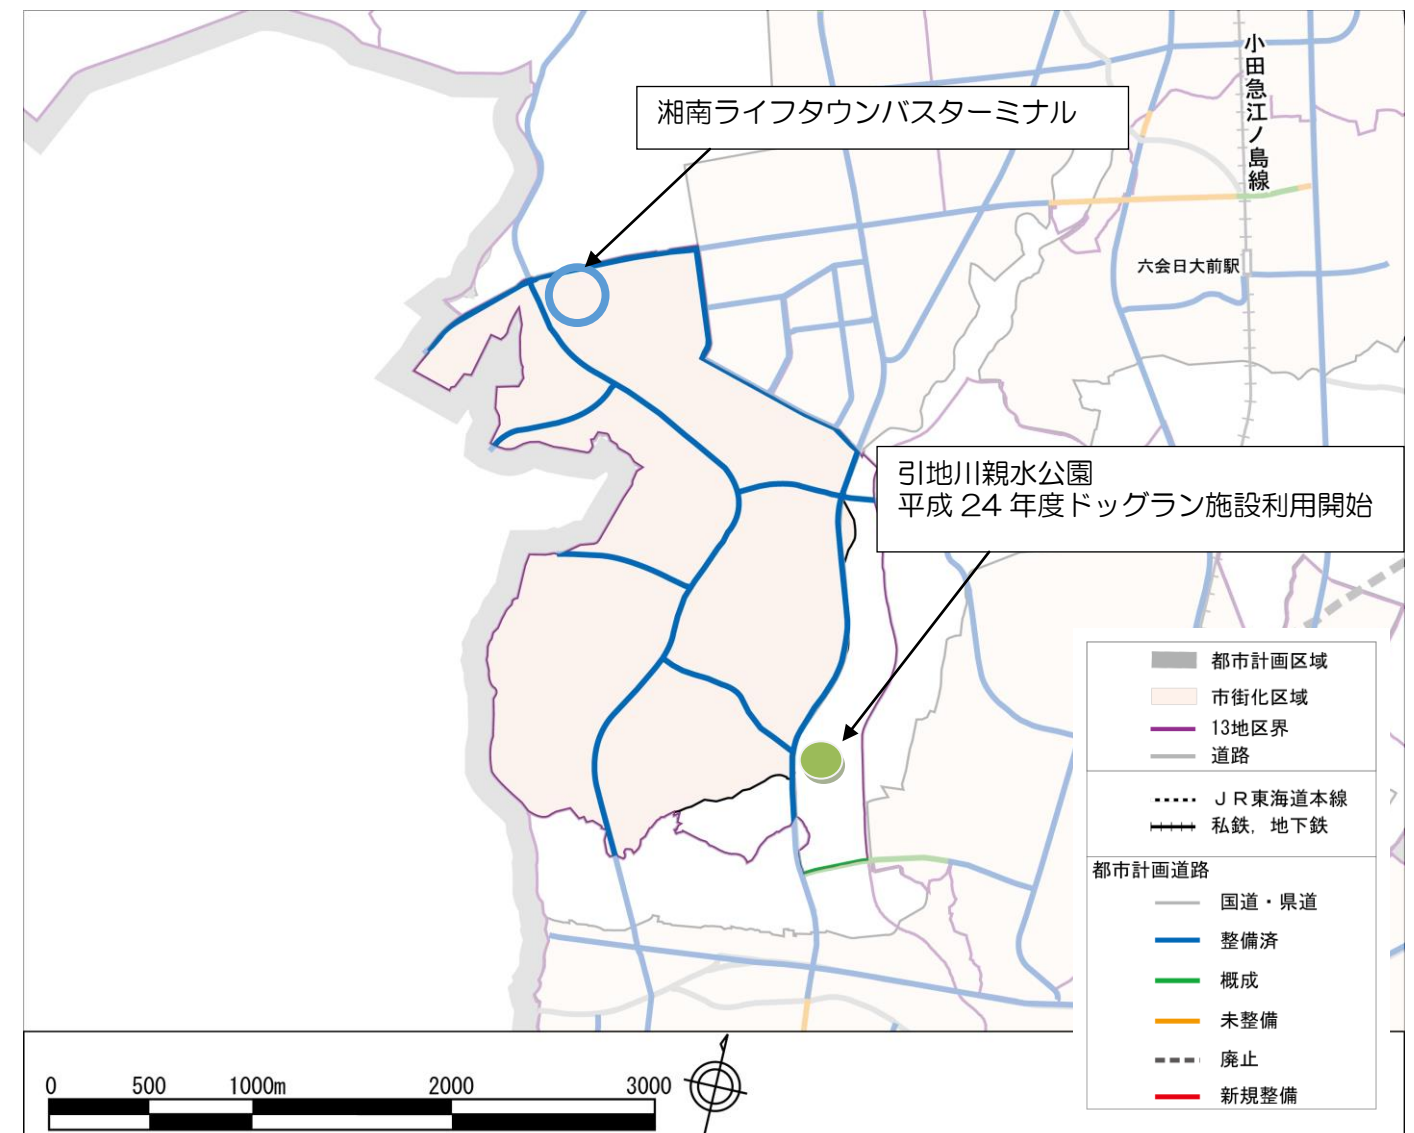 小田急江ノ島線
湘南ライフタウンバスターミナル
六会日大前駅
引地川親水公園
平成 24 年度ドッグラン施設利用開始
都市計画区域
市街化区域
13地区界
道路
ＪＲ東海道本線
私鉄，地下鉄
都市計画道路
国道・県道
整備済
概成
未整備
廃止
新規整備
0 500 1000m 2000 3000